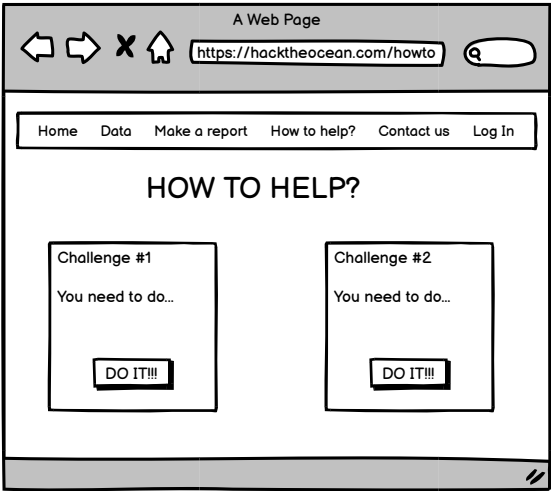 A Web Page
https://hacktheocean.com/howto
Home Data Make a report How to help? Contact us Log In
HOW TO HELP?
Challenge #1
You need to do...
DO IT!!!
Challenge #2
You need to do...
DO IT!!!